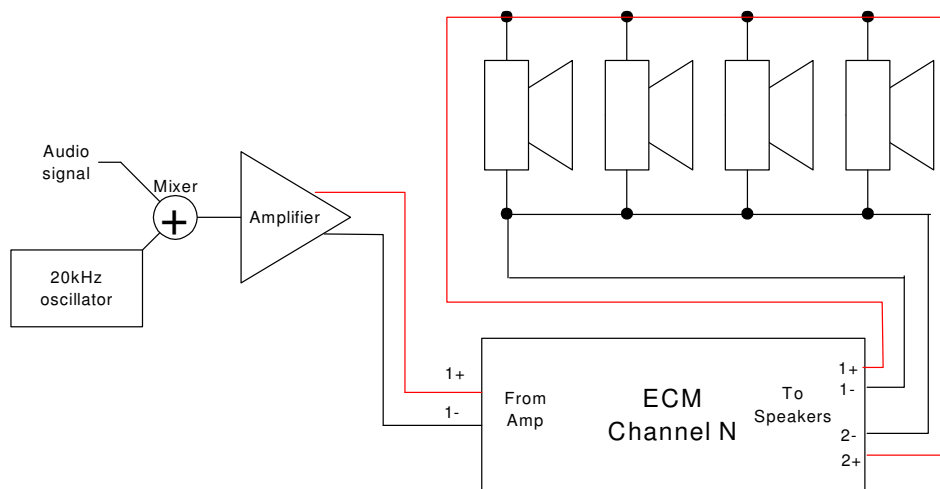 Audio
signal
Mixer
+
Amplifier
20kHz
oscillator
1+
1-
From
Amp
ECM
Channel N
To
Speakers
1+
1-
2-
2+